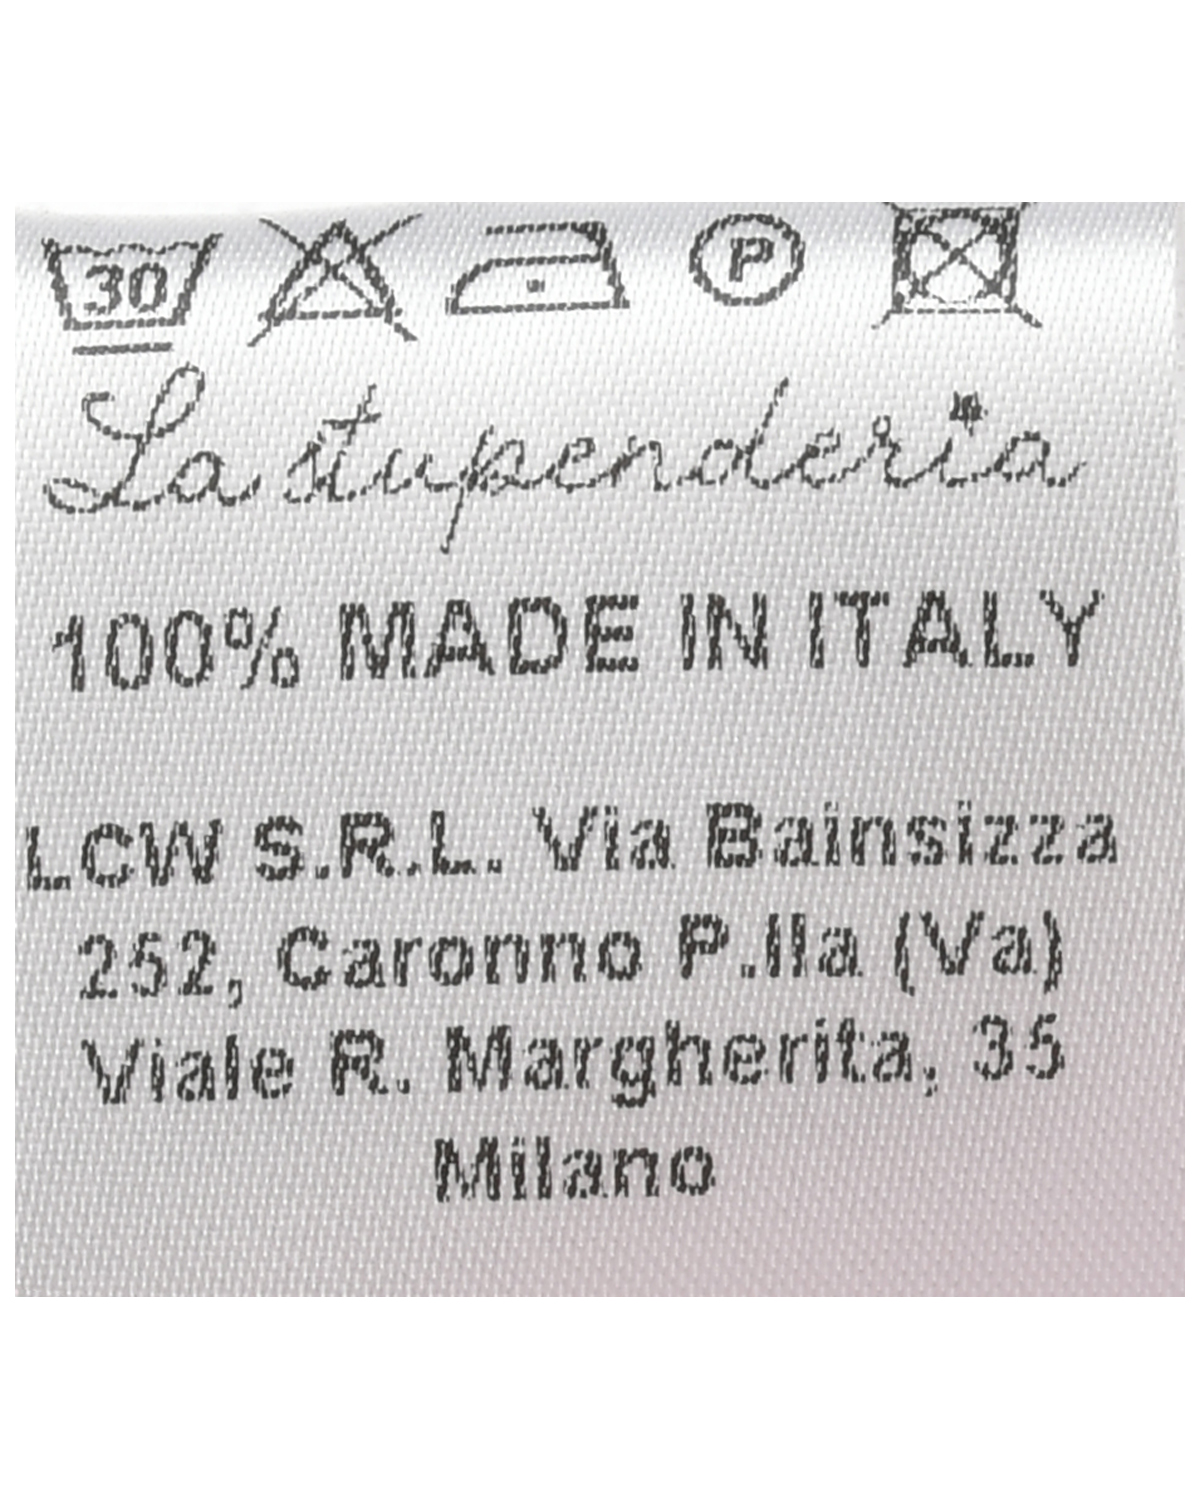 30 P
La stupenderia
100% MADE IN ITALY
LCW S.R.L. Via Bainsizza
252, Caronno P.lla (Va)
Viale R. Margherita, 35
Milano